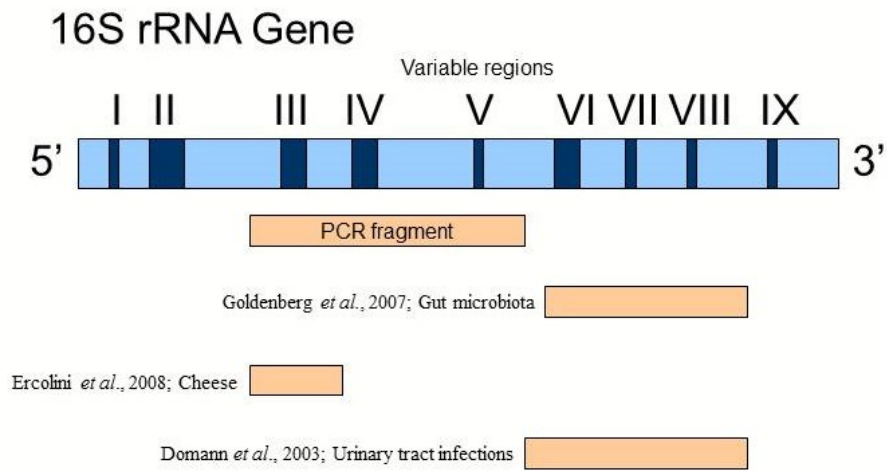 16S rRNA Gene
Variable regions
I II III IV V VI VII VIII IX
5’ 3’
PCR fragment
Goldenberg et al., 2007; Gut microbiota
Ercolini et al., 2008; Cheese
Domann et al., 2003; Urinary tract infections